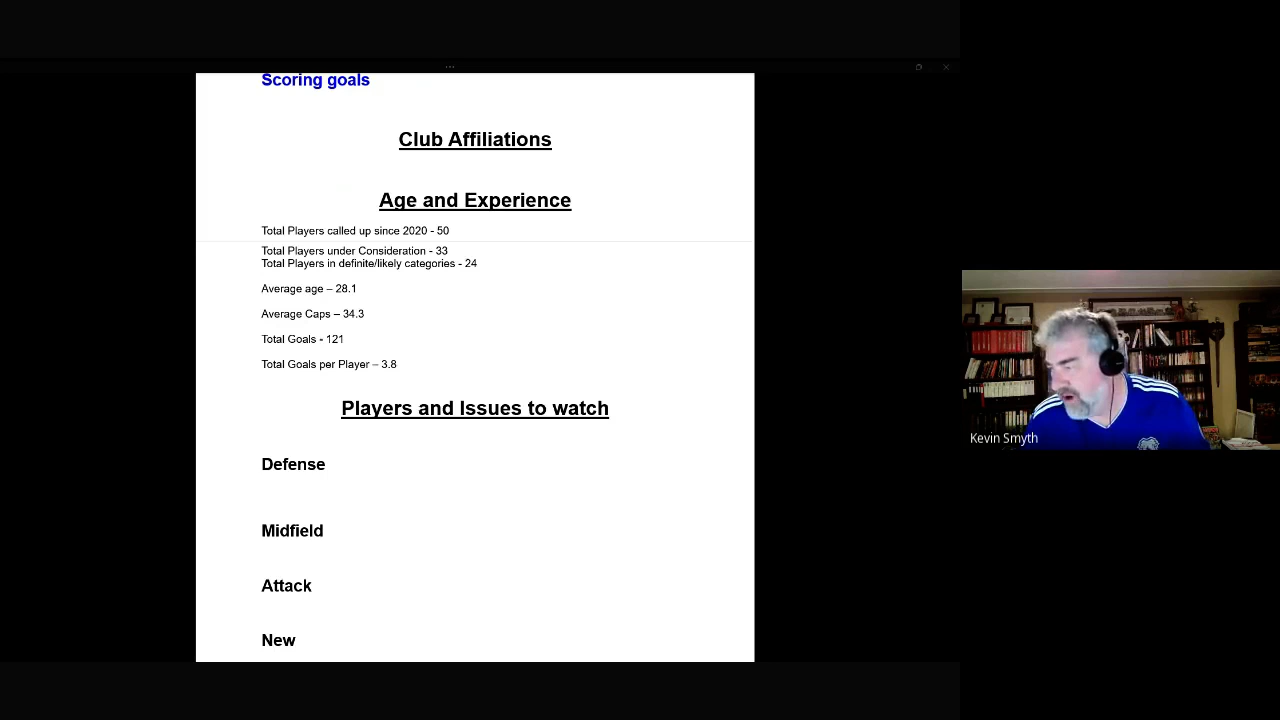 Scoring goals
Club Affiliations
Age and Experience
Total Players called up since 2020 - 50
Total Players under Consideration - 33
Total Players in definite/likely categories - 24
Average age – 28.1
Average Caps – 34.3
Total Goals - 121
Total Goals per Player – 3.8
Players and Issues to watch
Defense
Midfield
Attack
New
Kevin Smyth